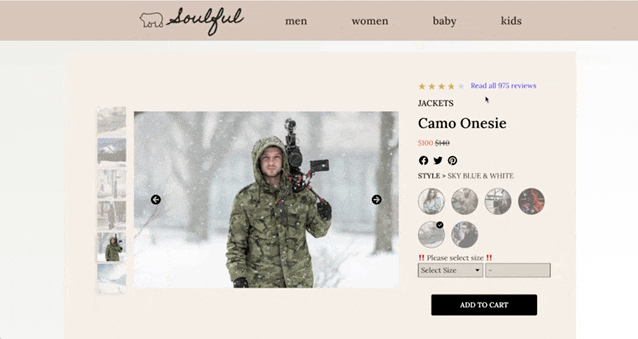 Soulful
men women baby kids
Read all 975 reviews
JACKETS
Camo Onesie
$100 $140
STYLE > SKY BLUE & WHITE
!! Please select size !!
Select Size -
ADD TO CART